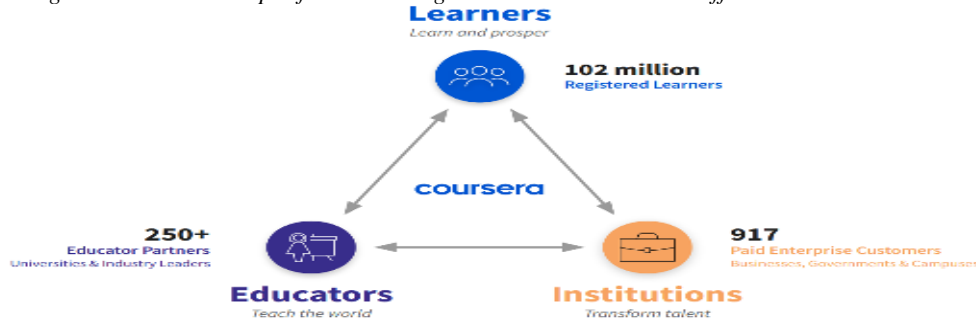 Learners
Learn and prosper
102 million
Registered Learners
coursera
250+
Educator Partners
Universities & Industry Leaders
917
Paid Enterprise Customers
Businesses, Governments & Campuses
Educators
Teach the world
Institutions
Transform talent